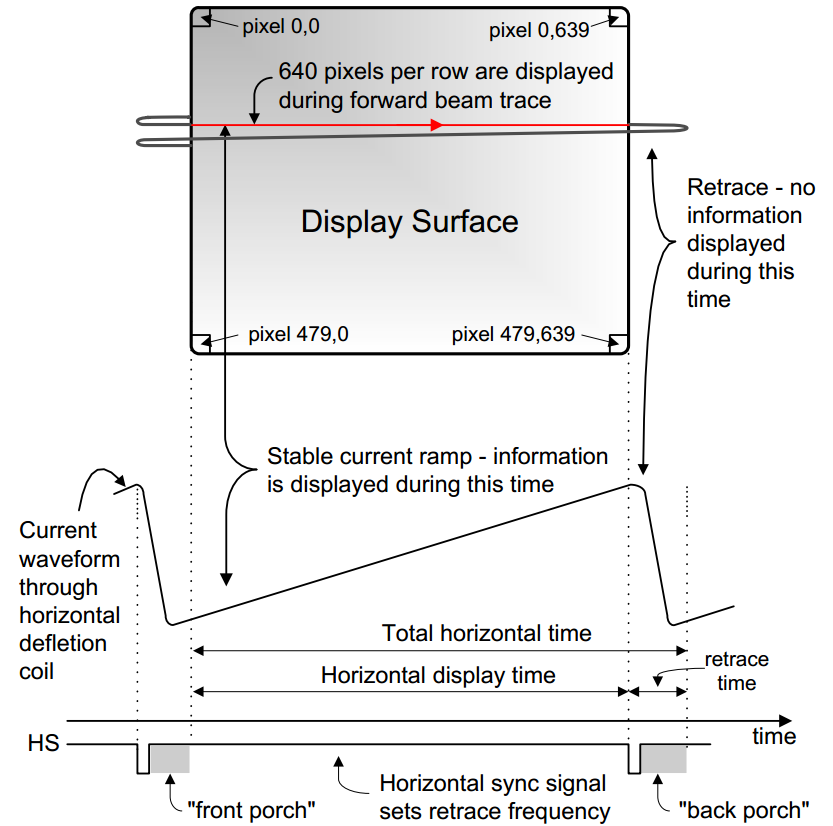 pixel 0,0
pixel 0,639
640 pixels per row are displayed
during forward beam trace
Display Surface
Retrace - no
information
displayed
during this
time
pixel 479,0
pixel 479,639
Stable current ramp - information
is displayed during this time
Current
waveform
through
horizontal
defletion
coil
Total horizontal time
Horizontal display time
retrace
time
time
HS
"front porch"
Horizontal sync signal
sets retrace frequency
"back porch"